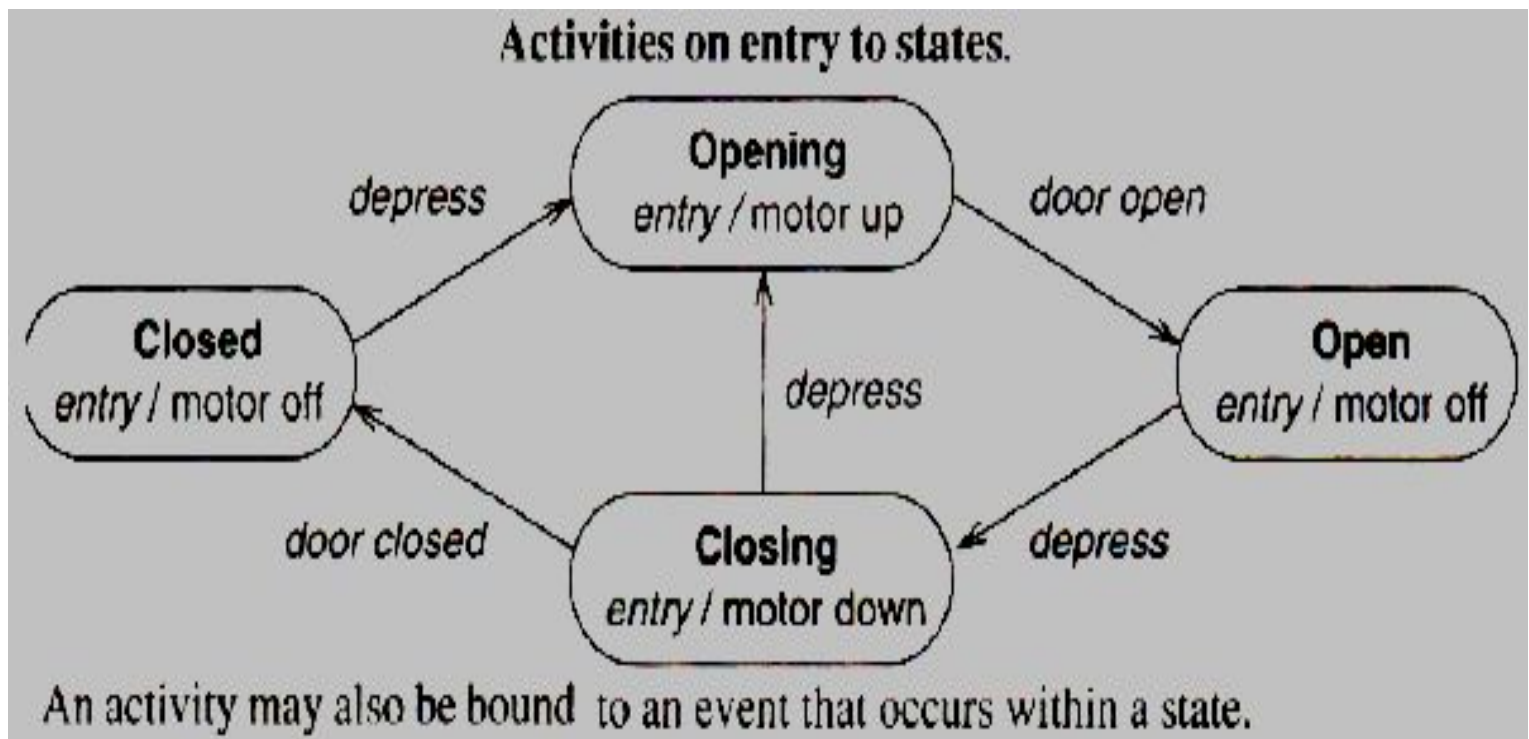 Activities on entry to states.
Opening
entry / motor up
depress
door open
Closed
entry / motor off
Open
entry / motor off
depress
door closed
Closing
entry / motor down
depress
An activity may also be bound to an event that occurs within a state.